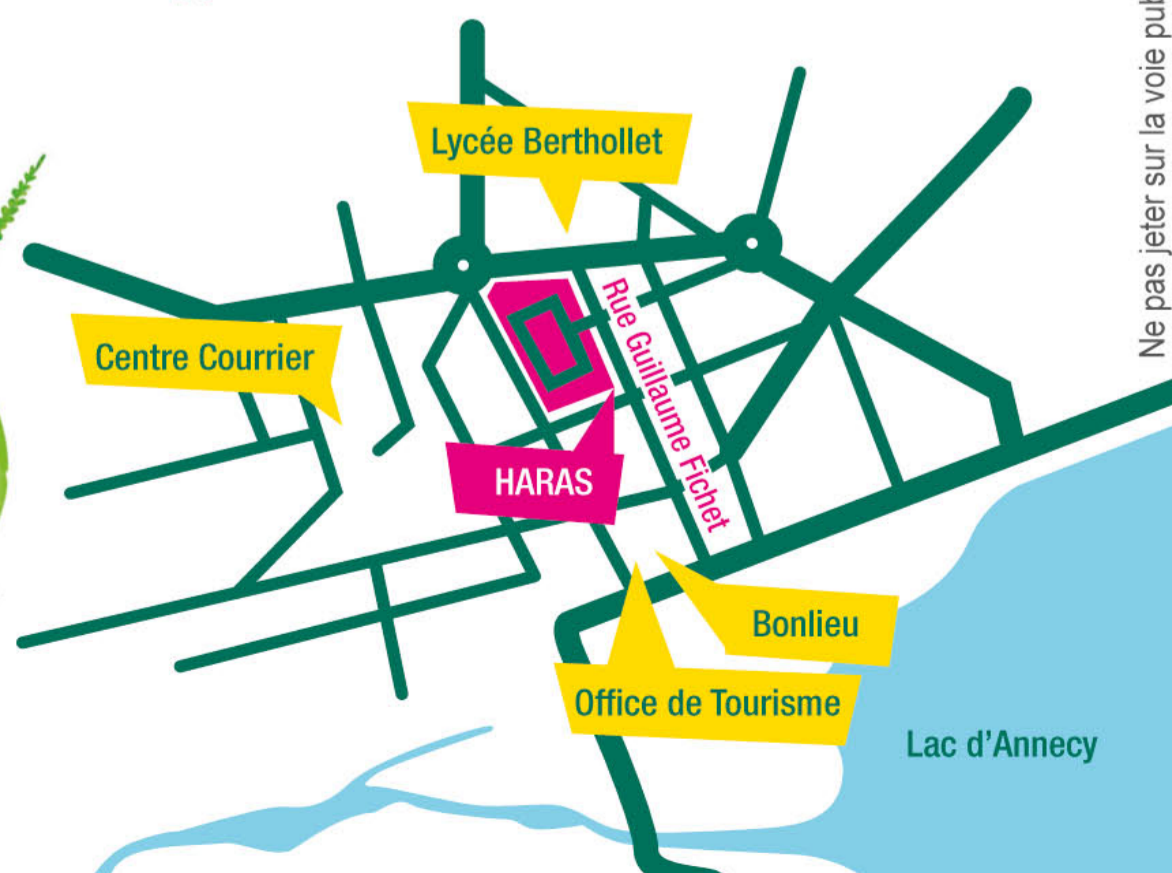 Lycée Berthollet
Centre Courrier
Rue Guillaume Fichet
HARAS
Bonlieu
Office de Tourisme
Lac d'Annecy
Ne pas jeter sur la voie